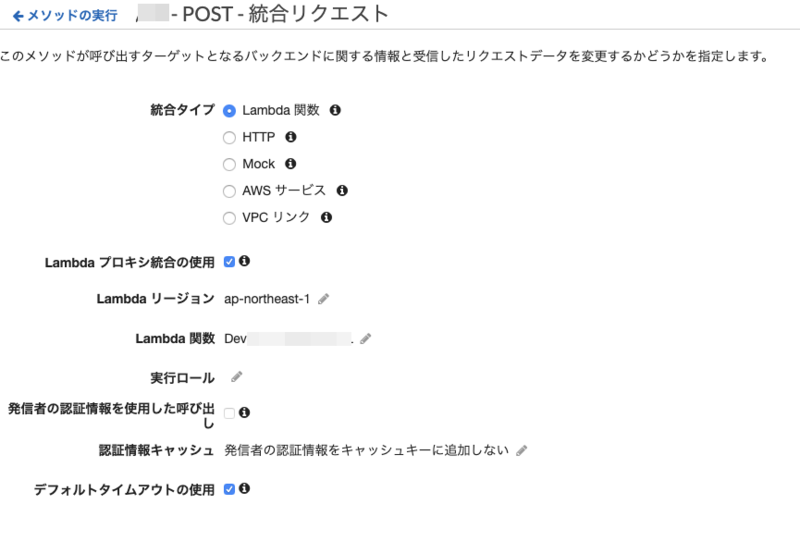 メソッドの実行 / - POST - 統合リクエスト
このメソッドが呼び出すターゲットとなるバックエンドに関する情報と受信したリクエストデータを変更するかどうかを指定します。
統合タイプ Lambda 関数
HTTP
Mock
AWS サービス
VPC リンク
Lambda プロキシ統合の使用
Lambda リージョン ap-northeast-1
Lambda 関数 Dev
実行ロール
発信者の認証情報を使用した呼び出
し
認証情報キャッシュ 発信者の認証情報をキャッシュキーに追加しない
デフォルトタイムアウトの使用